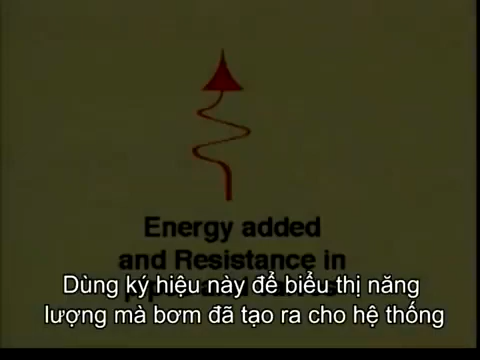 Energy added
and Resistance in
Dùng ký hiệu này để biểu thị năng
lượng mà bơm đã tạo ra cho hệ thống